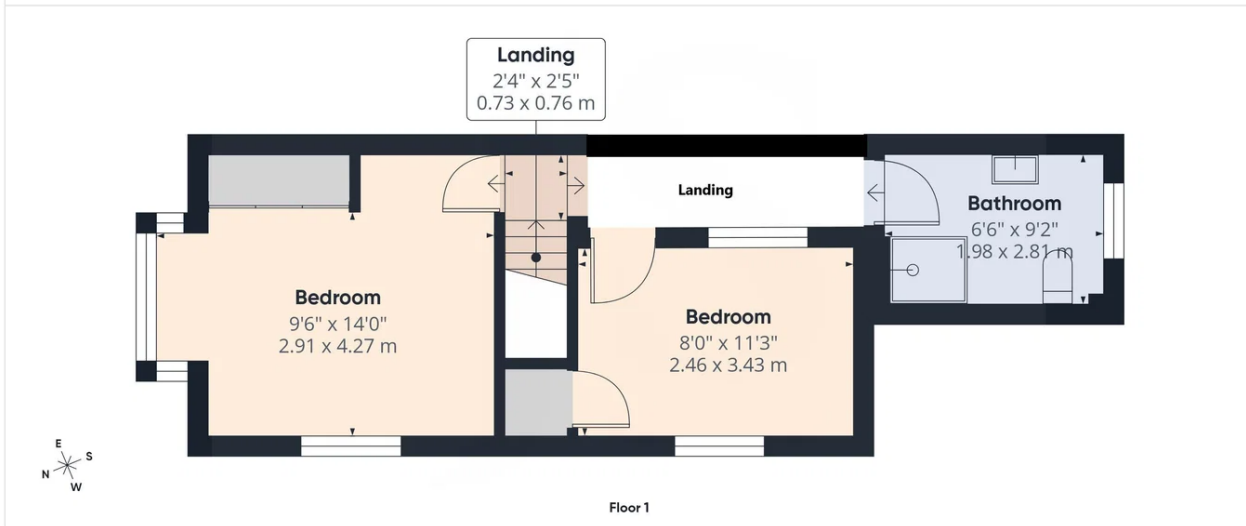 Landing
2'4" x 2'5"
0.73 x 0.76 m
Landing
Bathroom
6'6" x 9'2"
1.98 x 2.81 m
Bedroom
9'6" x 14'0"
2.91 x 4.27 m
Bedroom
8'0" x 11'3"
2.46 x 3.43 m
E
S
N
W
Floor 1